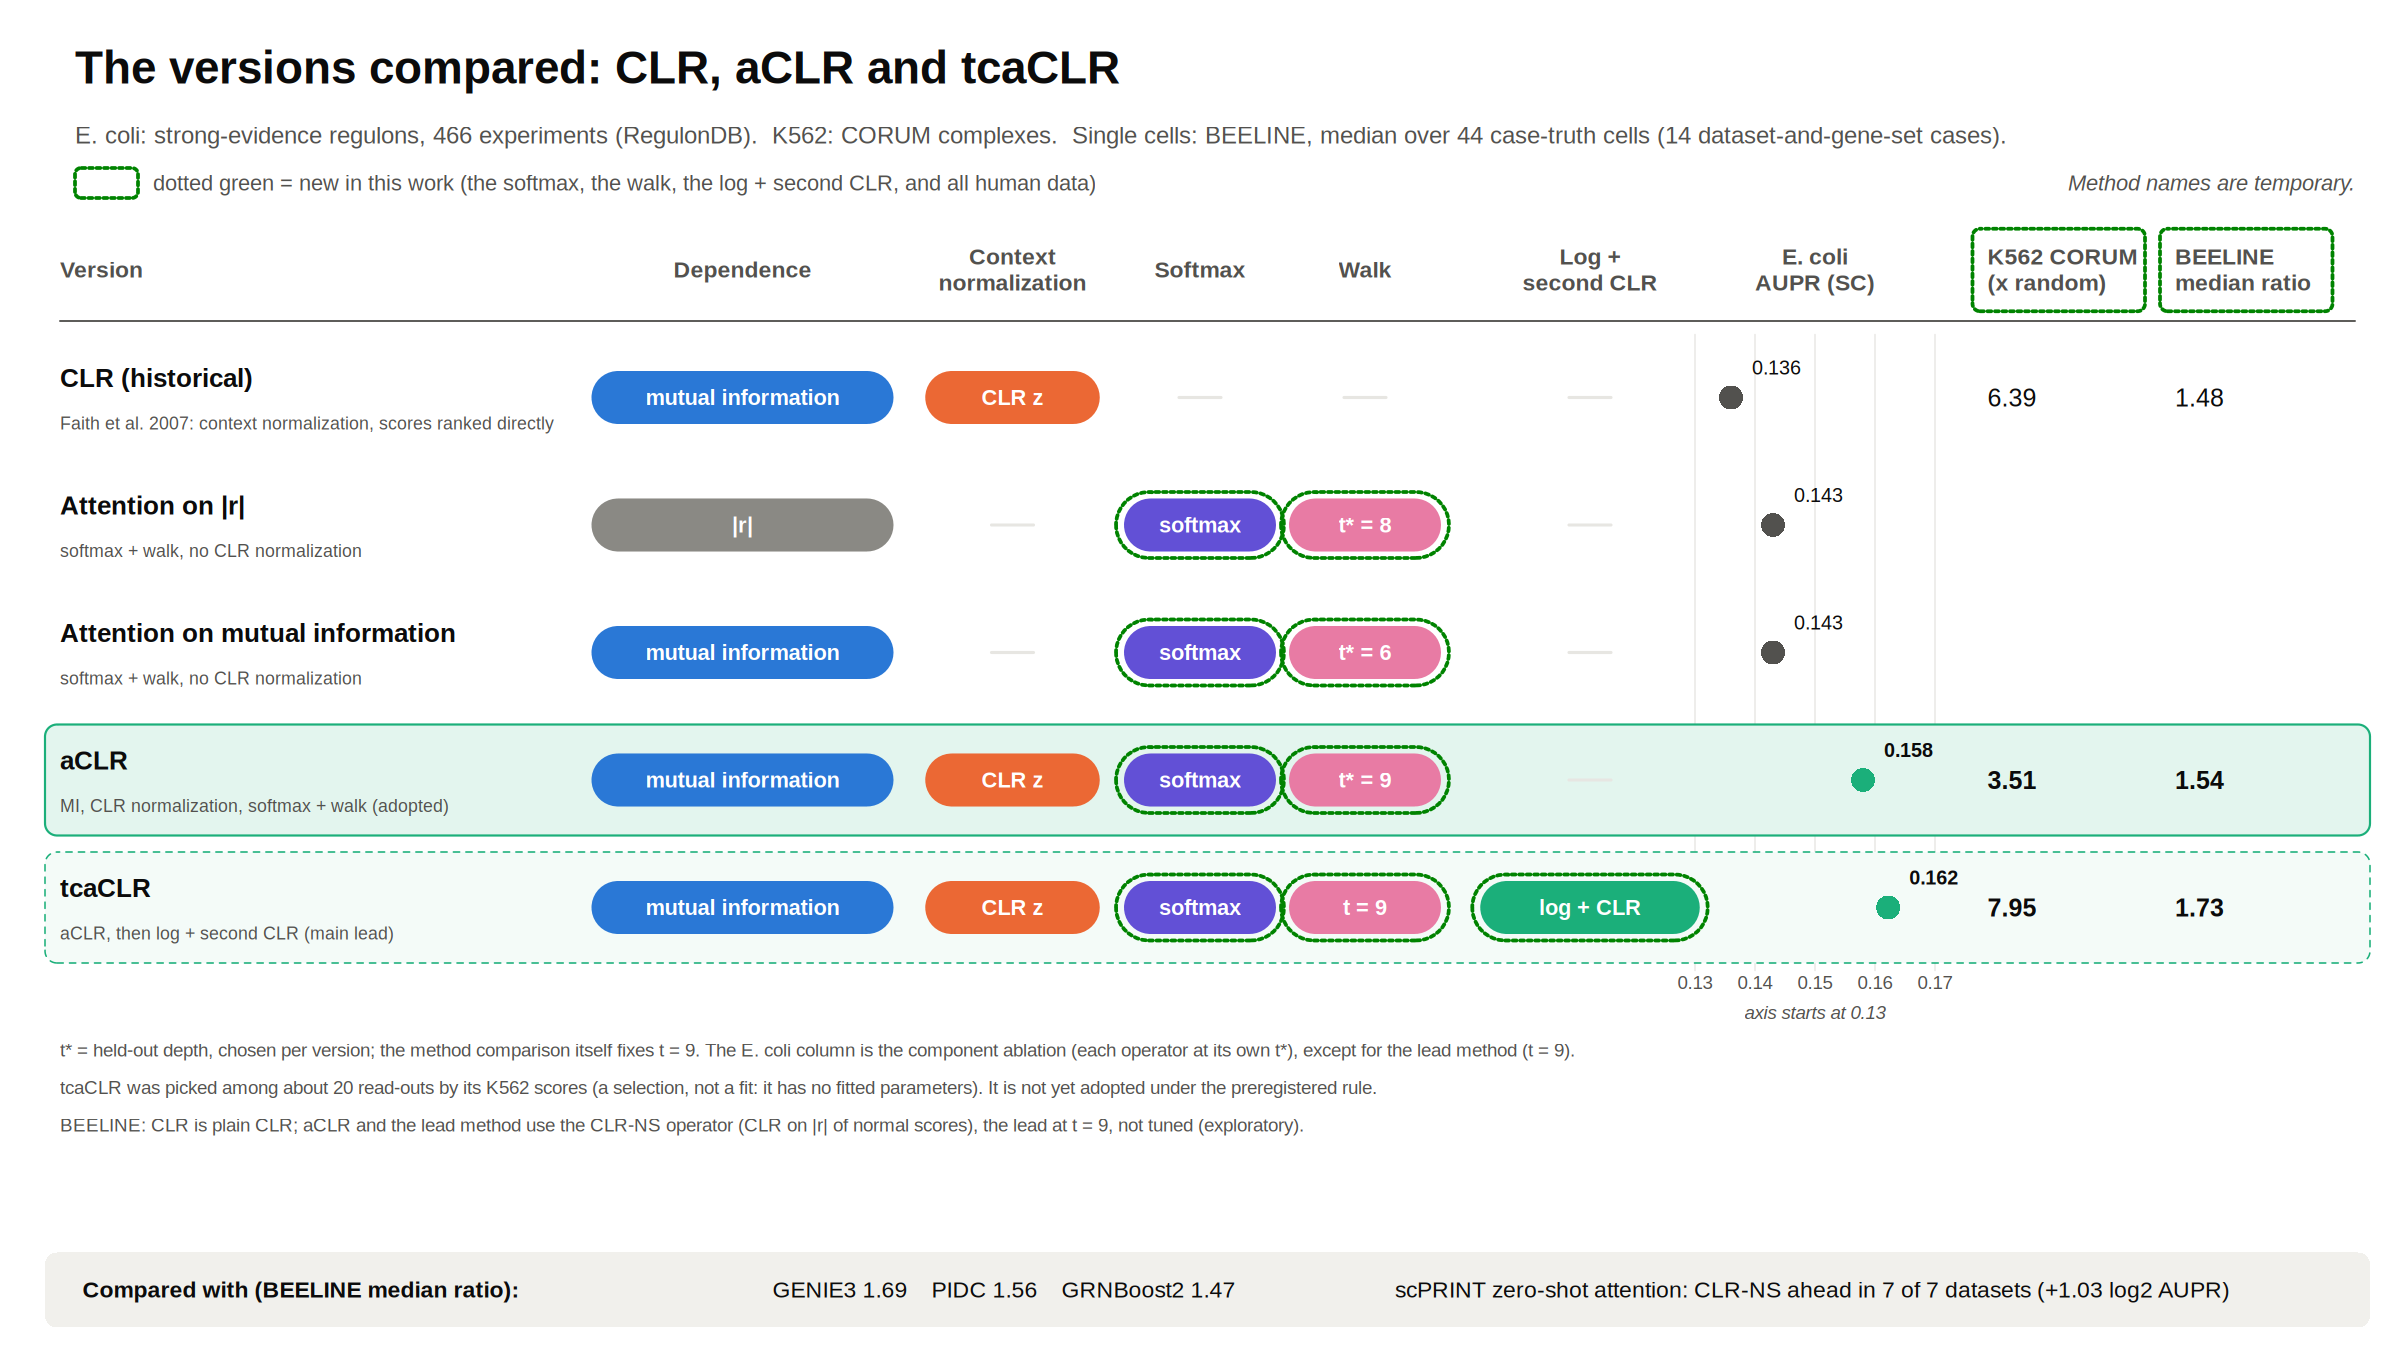 The versions compared: CLR, aCLR and tcaCLR
E. coli: strong-evidence regulons, 466 experiments (RegulonDB).  K562: CORUM complexes.  Single cells: BEELINE, median over 44 case-truth cells (14 dataset-and-gene-set cases).
dotted green = new in this work (the softmax, the walk, the log + second CLR, and all human data)
Method names are temporary.
Version
Dependence
Context
normalization
Softmax
Walk
Log +
second CLR
E. coli
AUPR (SC)
K562 CORUM
(x random)
BEELINE
median ratio
CLR (historical)
Faith et al. 2007: context normalization, scores ranked directly
mutual information
CLR z
0.136
6.39
1.48
Attention on |r|
softmax + walk, no CLR normalization
|r|
softmax
t* = 8
0.143
Attention on mutual information
softmax + walk, no CLR normalization
mutual information
softmax
t* = 6
0.143
aCLR
MI, CLR normalization, softmax + walk (adopted)
mutual information
CLR z
softmax
t* = 9
0.158
3.51
1.54
tcaCLR
aCLR, then log + second CLR (main lead)
mutual information
CLR z
softmax
t = 9
log + CLR
0.162
7.95
1.73
0.13 0.14 0.15 0.16 0.17
axis starts at 0.13
t* = held-out depth, chosen per version; the method comparison itself fixes t = 9. The E. coli column is the component ablation (each operator at its own t*), except for the lead method (t = 9).
tcaCLR was picked among about 20 read-outs by its K562 scores (a selection, not a fit: it has no fitted parameters). It is not yet adopted under the preregistered rule.
BEELINE: CLR is plain CLR; aCLR and the lead method use the CLR-NS operator (CLR on |r| of normal scores), the lead at t = 9, not tuned (exploratory).
Compared with (BEELINE median ratio):
GENIE3 1.69    PIDC 1.56    GRNBoost2 1.47
scPRINT zero-shot attention: CLR-NS ahead in 7 of 7 datasets (+1.03 log2 AUPR)